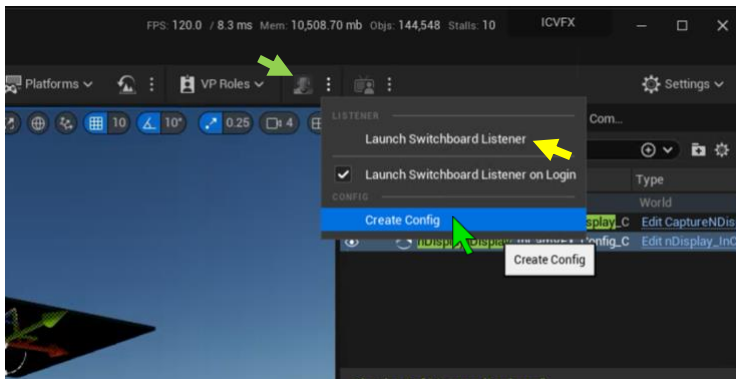 FPS: 120.0 / 8.3 ms Mem: 10,508.70 mb Objs: 144,548 Stalls: 10 ICVFX
Platforms VP Roles Settings
10 10° 0.25 4
LISTENER
Com...
Launch Switchboard Listener
Launch Switchboard Listener on Login
Type
CONFIG
World
Create Config
splay_C Edit CaptureNDis
onfig_C Edit nDisplay_InC
Create Config